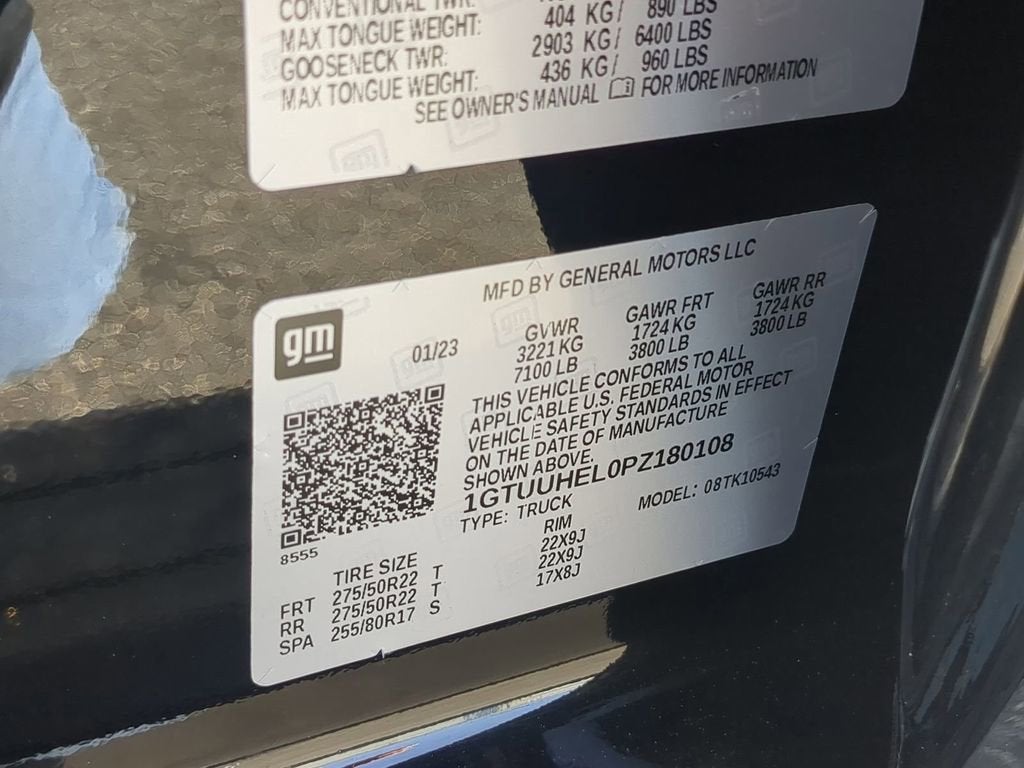 CONVENTIONAL TWR:
MAX TONGUE WEIGHT: 404 KG/ 890 LBS
GOOSENECK TWR: 2903 KG/ 6400 LBS
MAX TONGUE WEIGHT: 436 KG/ 960 LBS
SEE OWNER'S MANUAL FOR MORE INFORMATION
MFD BY GENERAL MOTORS LLC
gm
01/23
GVWR GAWR FRT GAWR RR
3221 KG 1724 KG 1724 KG
7100 LB 3800 LB 3800 LB
THIS VEHICLE CONFORMS TO ALL
APPLICABLE U.S. FEDERAL MOTOR
VEHICLE SAFETY STANDARDS IN EFFECT
ON THE DATE OF MANUFACTURE
SHOWN ABOVE.
1GTUUHEL0PZ180108
TYPE: TRUCK MODEL: 08TK10543
8555
TIRE SIZE RIM
FRT 275/50R22 T 22X9J
RR 275/50R22 T 22X9J
SPA 255/80R17 S 17X8J